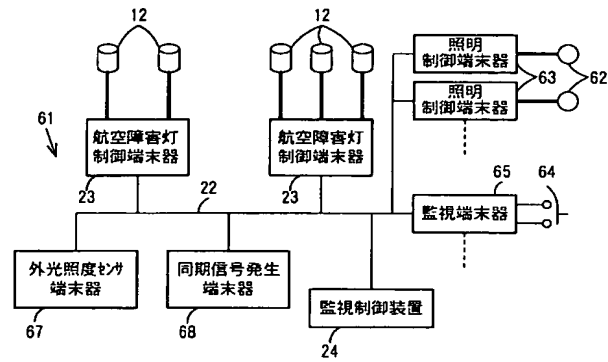 12
12
照明
制御端末器
63
62
照明
制御端末器
61
航空障害灯
制御端末器
航空障害灯
制御端末器
23
23
22
65
64
監視端末器
外光照度センサ
端末器
同期信号発生
端末器
監視制御装置
67
68
24